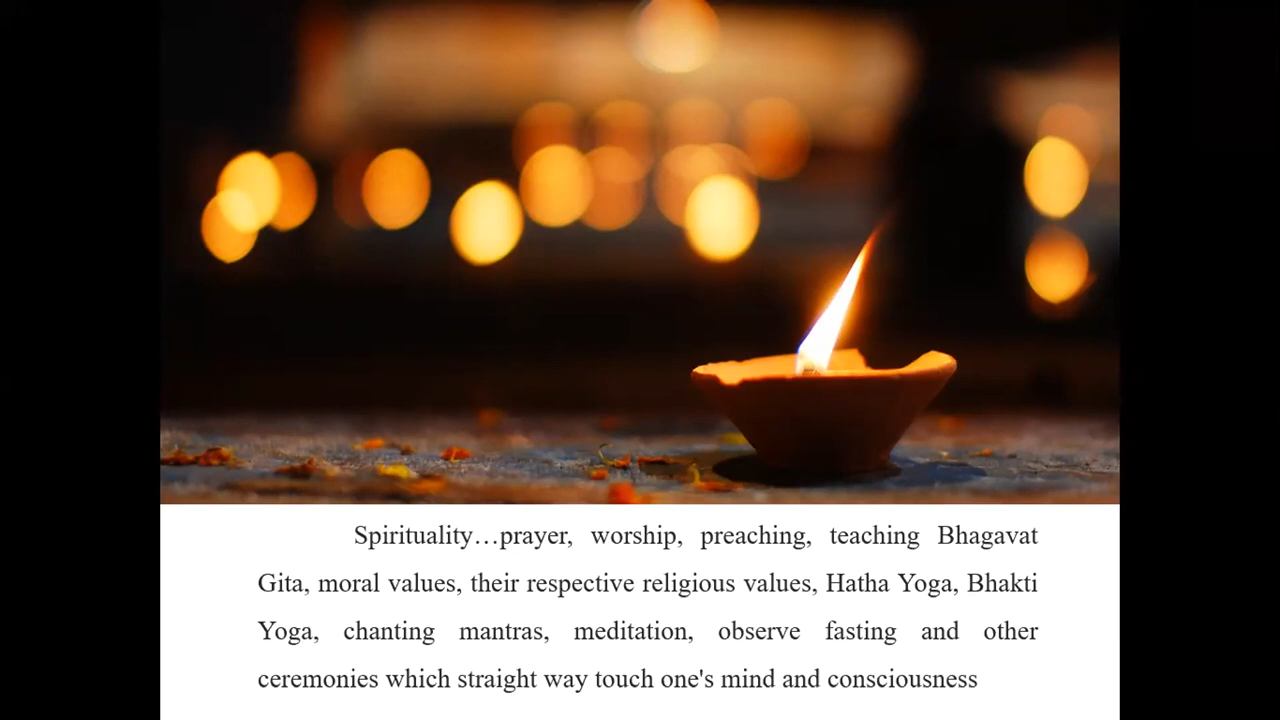 Spirituality…prayer, worship, preaching, teaching Bhagavat
Gita, moral values, their respective religious values, Hatha Yoga, Bhakti
Yoga, chanting mantras, meditation, observe fasting and other
ceremonies which straight way touch one's mind and consciousness